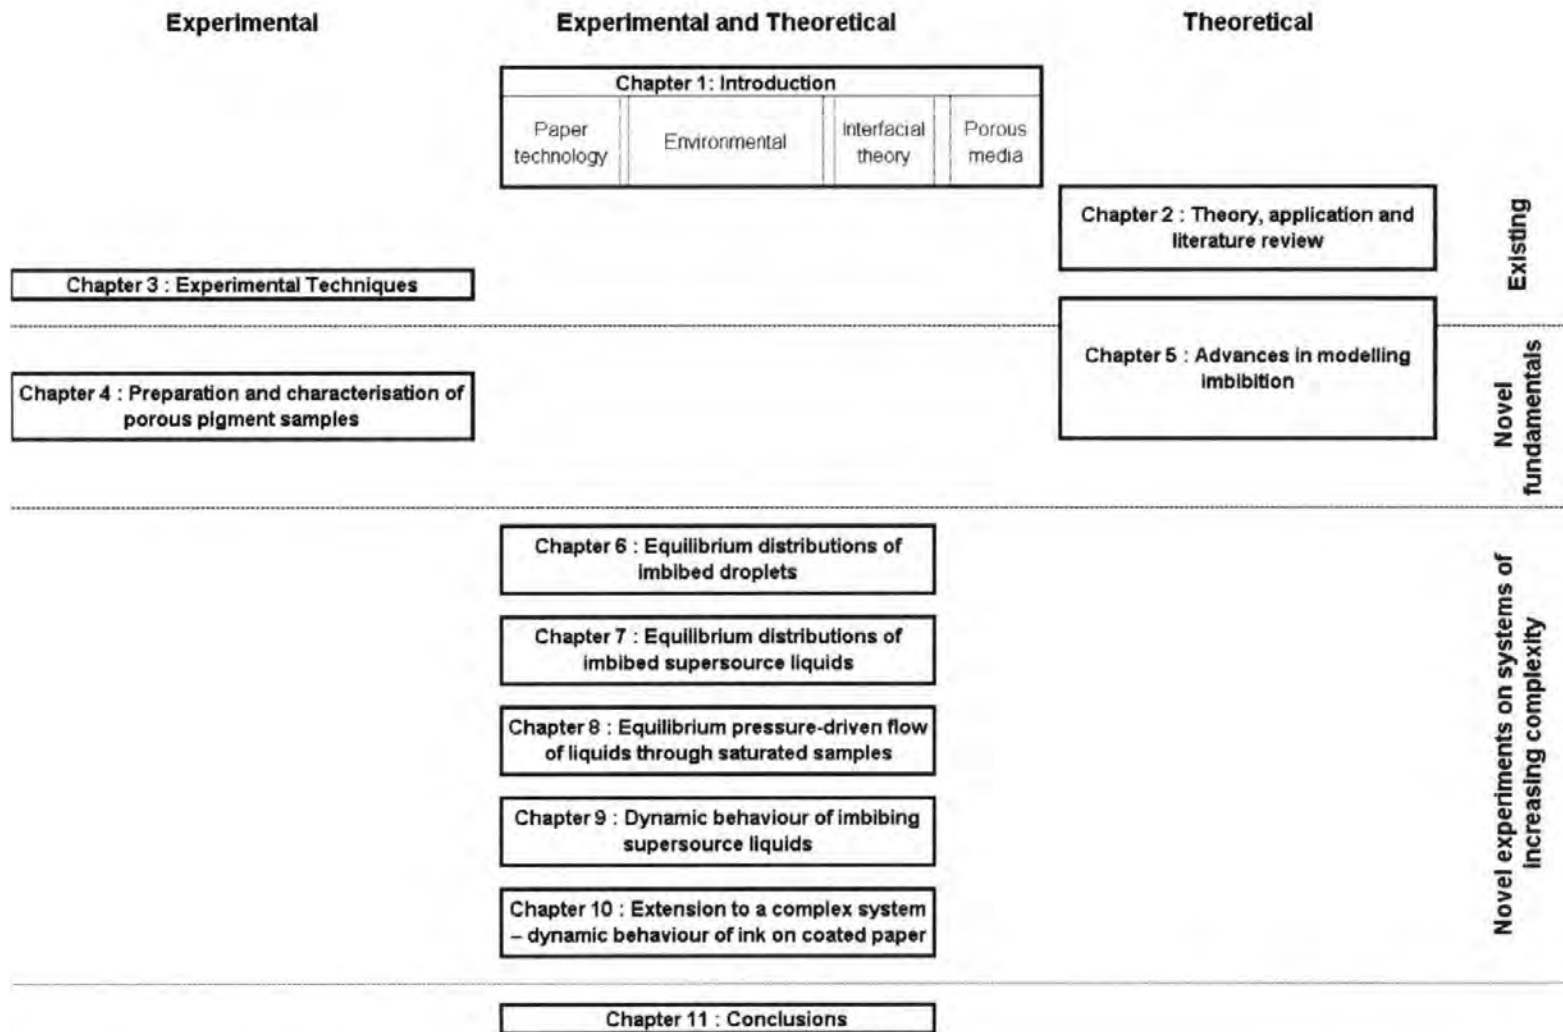 Experimental
Experimental and Theoretical
Theoretical
Chapter 1: Introduction
Paper
technology
Environmental
Interfacial
theory
Porous
media
Chapter 2 : Theory, application and
literature review
Existing
Chapter 3 : Experimental Techniques
Chapter 4 : Preparation and characterisation of
porous pigment samples
Chapter 5 : Advances in modelling
imbibition
Novel
fundamentals
Chapter 6 : Equilibrium distributions of
imbibed droplets
Chapter 7 : Equilibrium distributions of
imbibed supersource liquids
Chapter 8 : Equilibrium pressure-driven flow
of liquids through saturated samples
Chapter 9 : Dynamic behaviour of imbibing
supersource liquids
Chapter 10 : Extension to a complex system
– dynamic behaviour of ink on coated paper
Novel experiments on systems of
increasing complexity
Chapter 11 : Conclusions